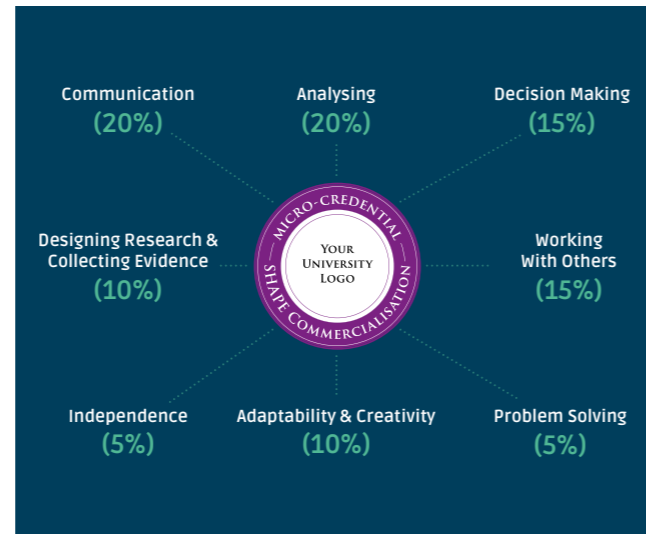 Communication
(20%)
Analysing
(20%)
Decision Making
(15%)
Designing Research &
Collecting Evidence
(10%)
MICRO-CREDENTIAL
YOUR
UNIVERSITY
LOGO
SHAPE COMMERCIALISATION
Working
With Others
(15%)
Independence
(5%)
Adaptability & Creativity
(10%)
Problem Solving
(5%)